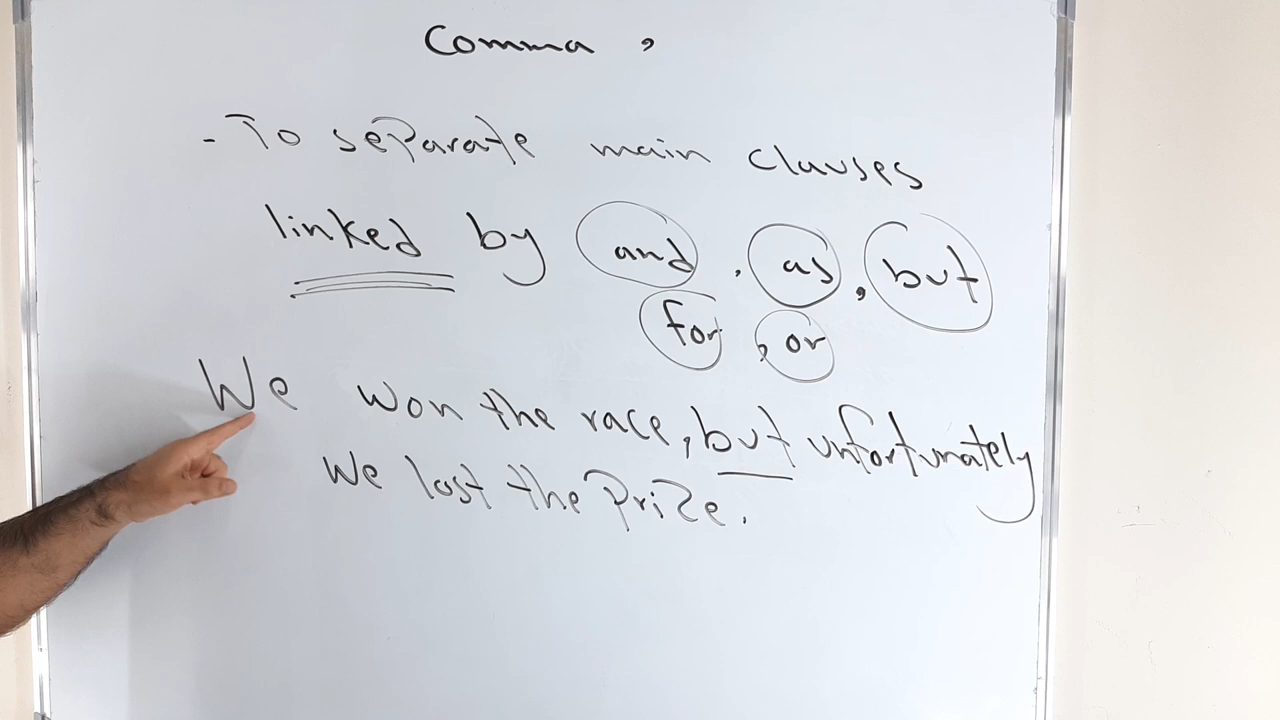 Comma ,
- To separate main clauses
linked by and , as , but
for , or
We won the race, but unfortunately
we lost the prize.